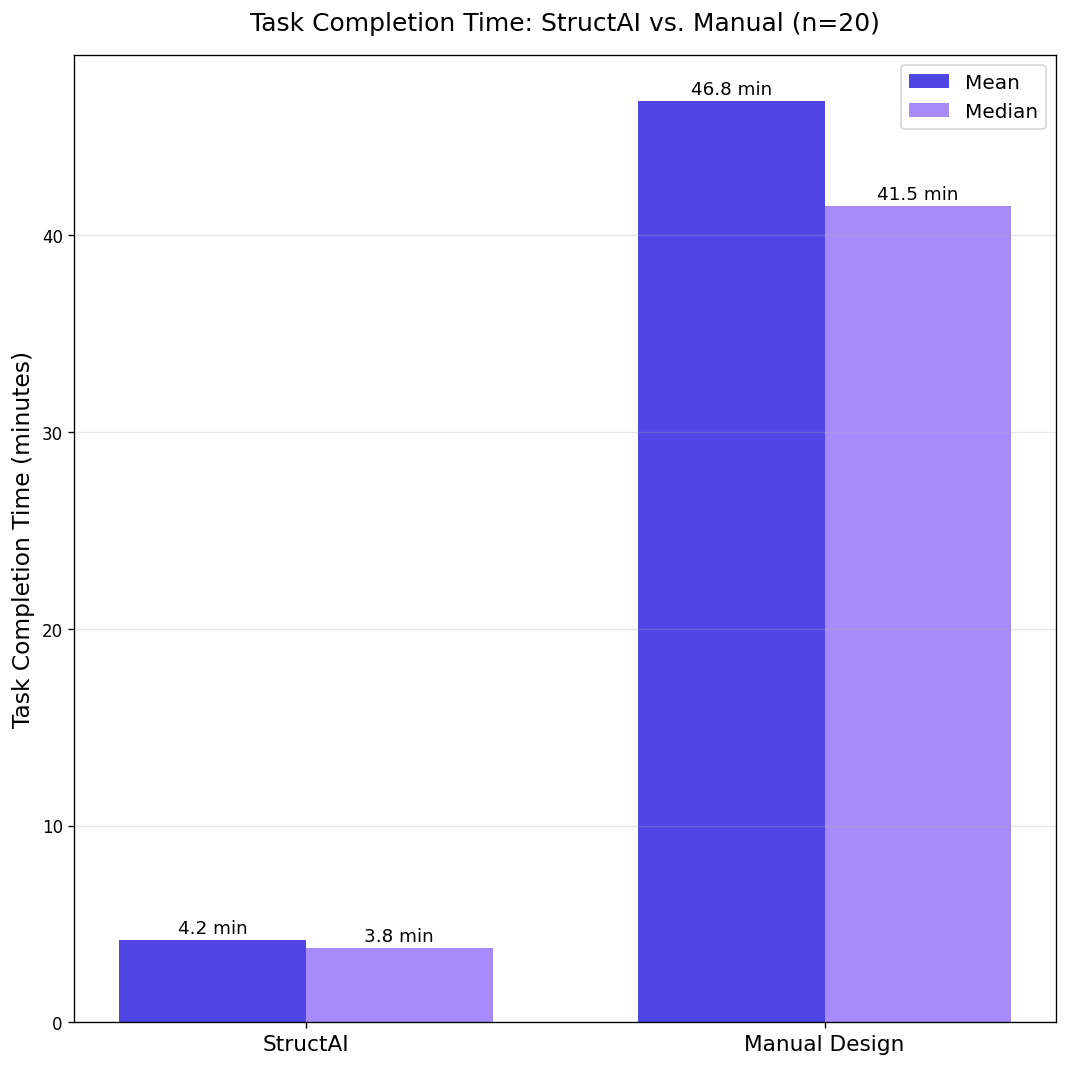 Task Completion Time: StructAI vs. Manual (n=20)
Mean
Median
46.8 min
41.5 min
4.2 min
3.8 min
Task Completion Time (minutes)
40
30
20
10
0
StructAI
Manual Design